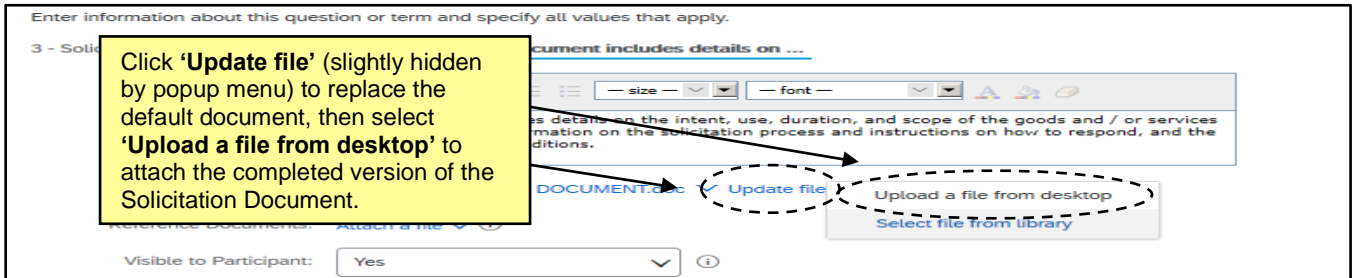 Enter information about this question or term and specify all values that apply.
3 - Solic cument includes details on ...
Click ‘Update file’ (slightly hidden
by popup menu) to replace the
default document, then select
‘Upload a file from desktop’ to
attach the completed version of the
Solicitation Document.
— size — — font —
es details on the intent, use, duration, and scope of the goods and / or services
rmation on the solicitation process and instructions on how to respond, and the
ditions.
DOCUMENT.doc Update file
Upload a file from desktop
Select file from library
Reference Documents: Attach a file
Visible to Participant: Yes